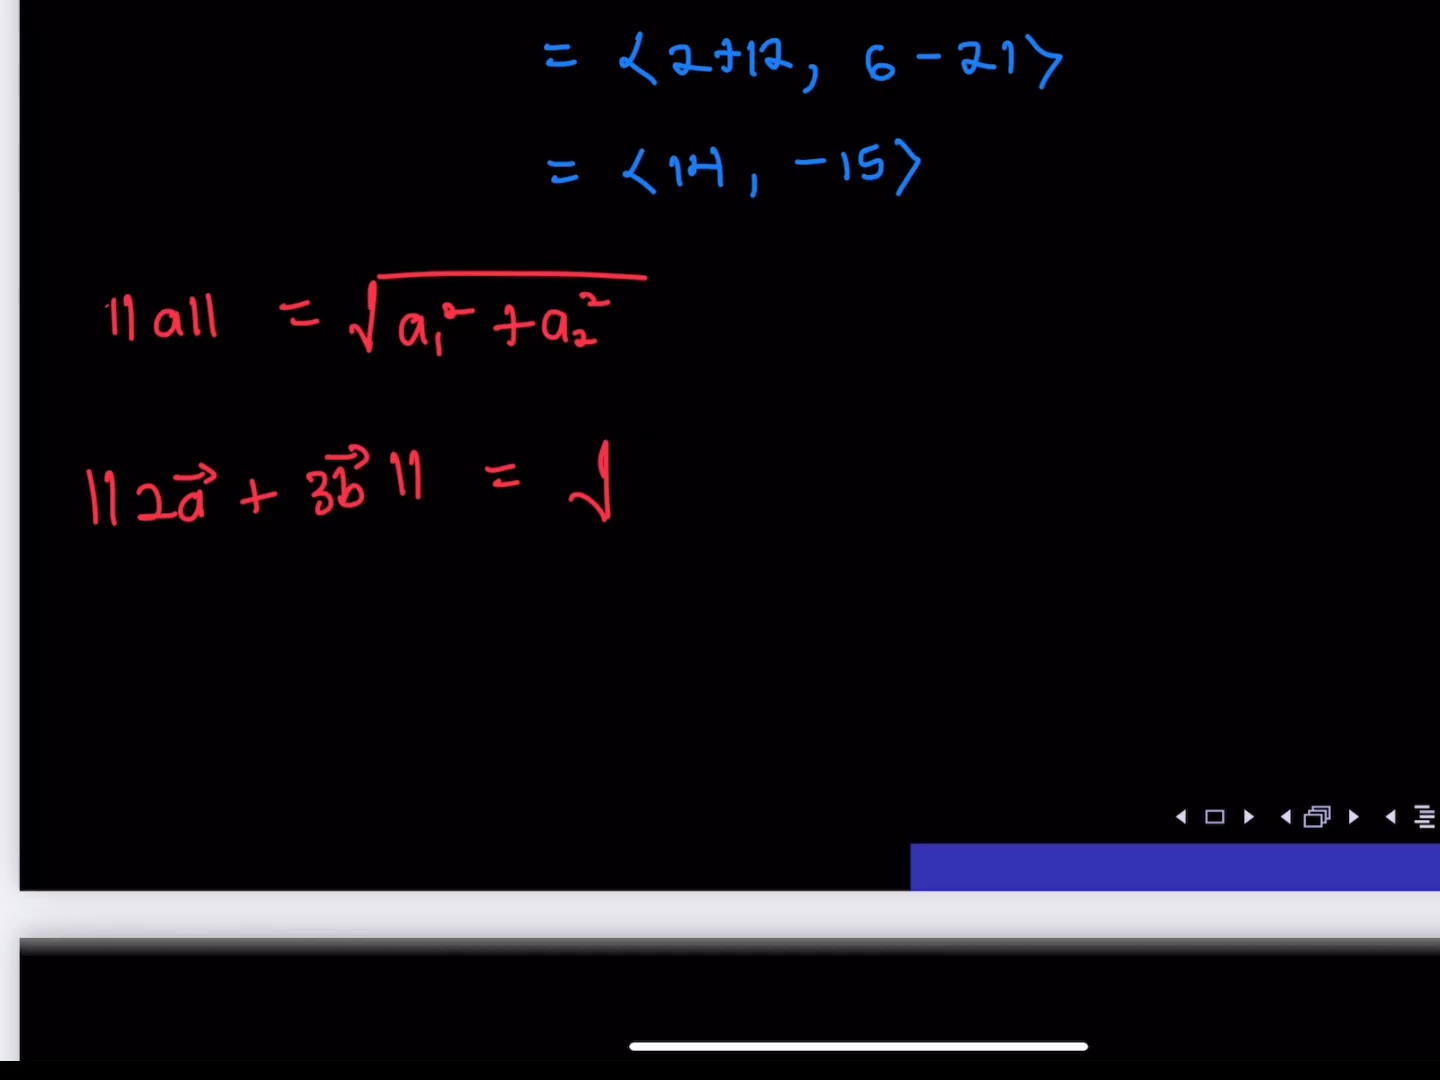 = ⟨2+12, 6-21⟩
= ⟨14, -15⟩
||a|| = √(a₁² + a₂²)
||2a⃗ + 3b⃗|| = √